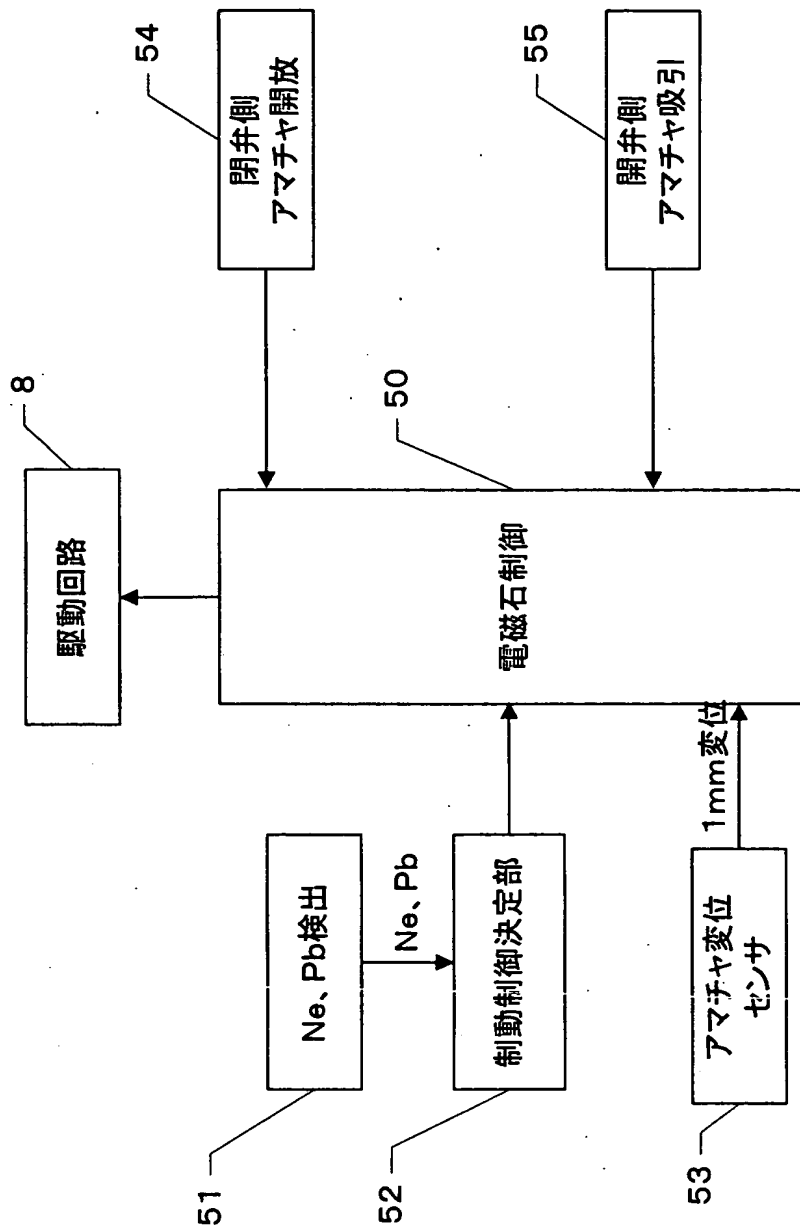 8
駆動回路
54
閉弁側
アマチャ開放
50
電磁石制御
55
開弁側
アマチャ吸引
51
Ne、Pb検出
Ne、Pb
52
制動制御決定部
53
アマチャ変位
センサ
1mm変位